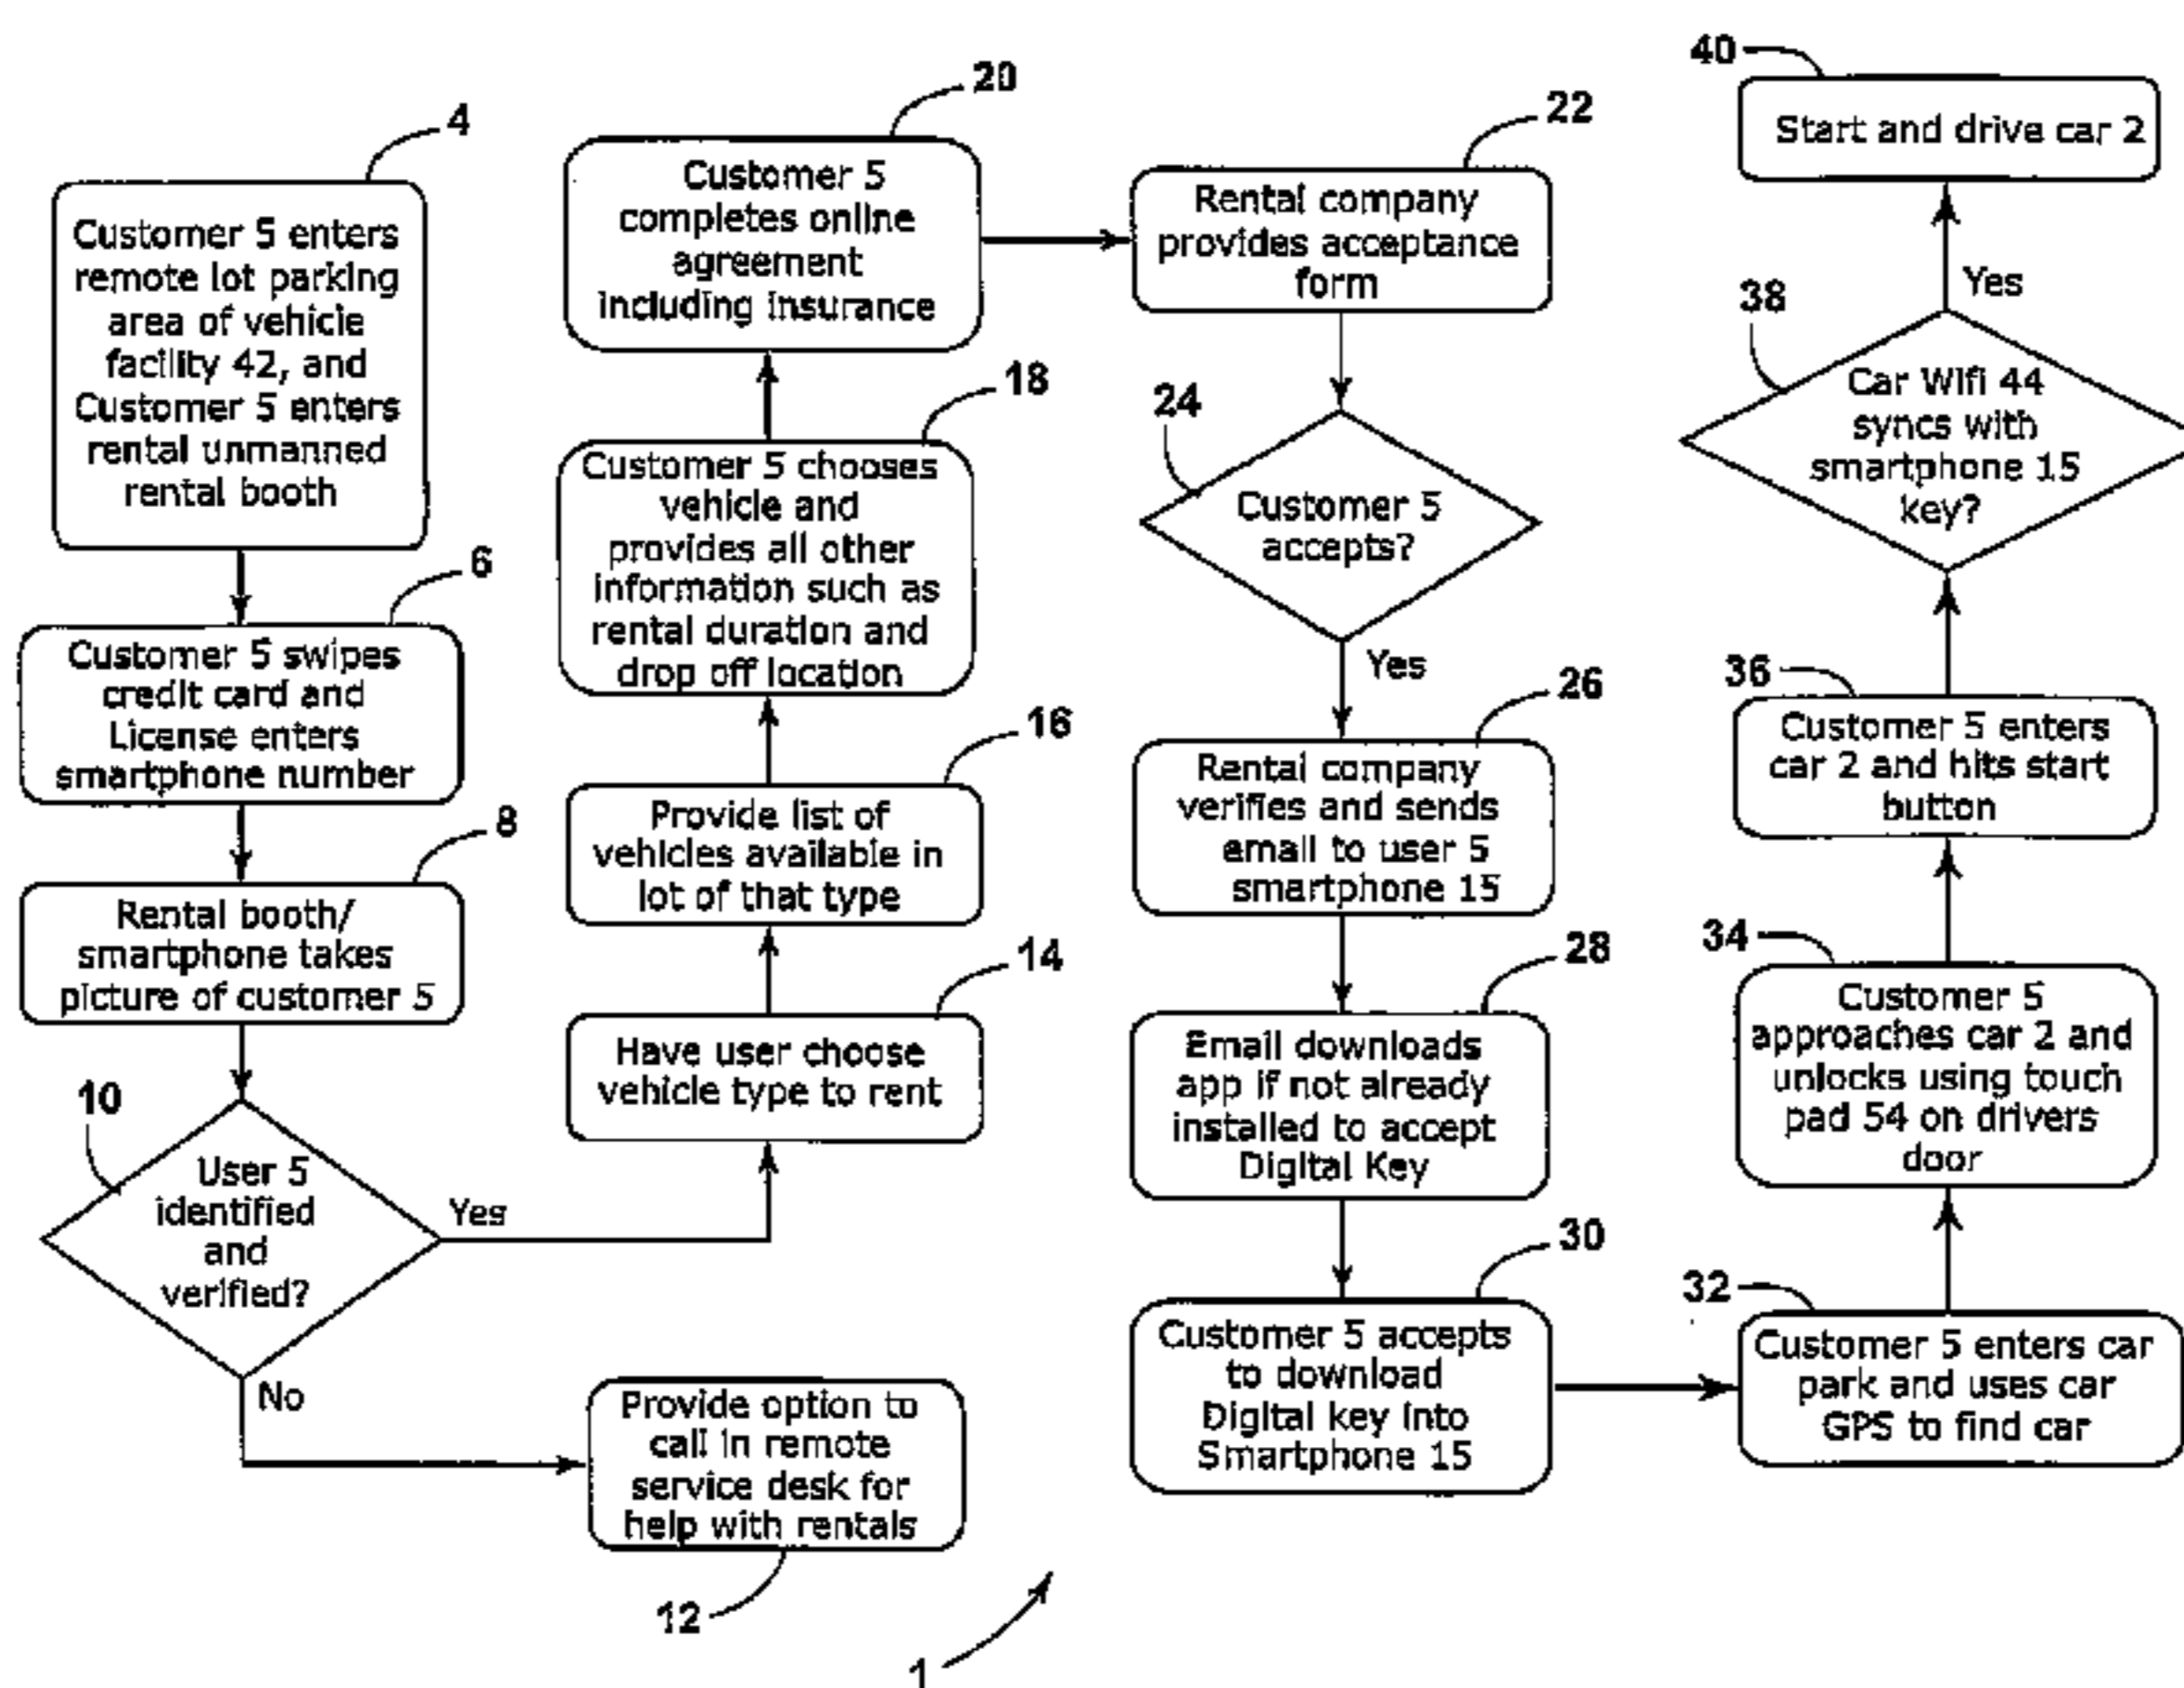 4
Customer 5 enters
remote lot parking
area of vehicle
facility 42, and
Customer 5 enters
rental unmanned
rental booth
6
Customer 5 swipes
credit card and
License enters
smartphone number
8
Rental booth/
smartphone takes
picture of customer 5
10
User 5
identified
and
verified?
Yes
No
12
Provide option to
call in remote
service desk for
help with rentals
14
Have user choose
vehicle type to rent
16
Provide list of
vehicles available in
lot of that type
18
Customer 5 chooses
vehicle and
provides all other
information such as
rental duration and
drop off location
20
Customer 5
completes online
agreement
including insurance
22
Rental company
provides acceptance
form
24
Customer 5
accepts?
Yes
26
Rental company
verifies and sends
email to user 5
smartphone 15
28
Email downloads
app if not already
installed to accept
Digital Key
30
Customer 5 accepts
to download
Digital key into
Smartphone 15
32
Customer 5 enters car
park and uses car
GPS to find car
34
Customer 5
approaches car 2 and
unlocks using touch
pad 54 on drivers
door
36
Customer 5 enters
car 2 and hits start
button
38
Car Wifi 44
syncs with
smartphone 15
key?
Yes
40
Start and drive car 2
1